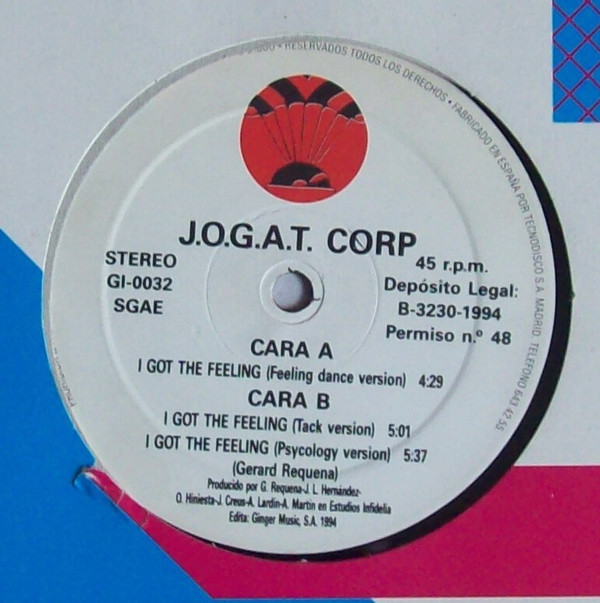 RESERVADOS TODOS LOS DERECHOS • FABRICADO EN ESPAÑA POR TECNODISCO S.A. MADRID. TELEFONO 643 42 55
J.O.G.A.T. CORP
STEREO
GI-0032
SGAE
45 r.p.m.
Depósito Legal:
B-3230-1994
Permiso n.º 48
CARA A
I GOT THE FEELING (Feeling dance version) 4:29
CARA B
I GOT THE FEELING (Tack version) 5:01
I GOT THE FEELING (Psycology version) 5:37
(Gerard Requena)
Producido por G. Requena-J. L. Hernández-
O. Hiniesta-J. Creus-A. Lardin-A. Martin en Estudios Infidelia
Edita: Ginger Music, S.A. 1994